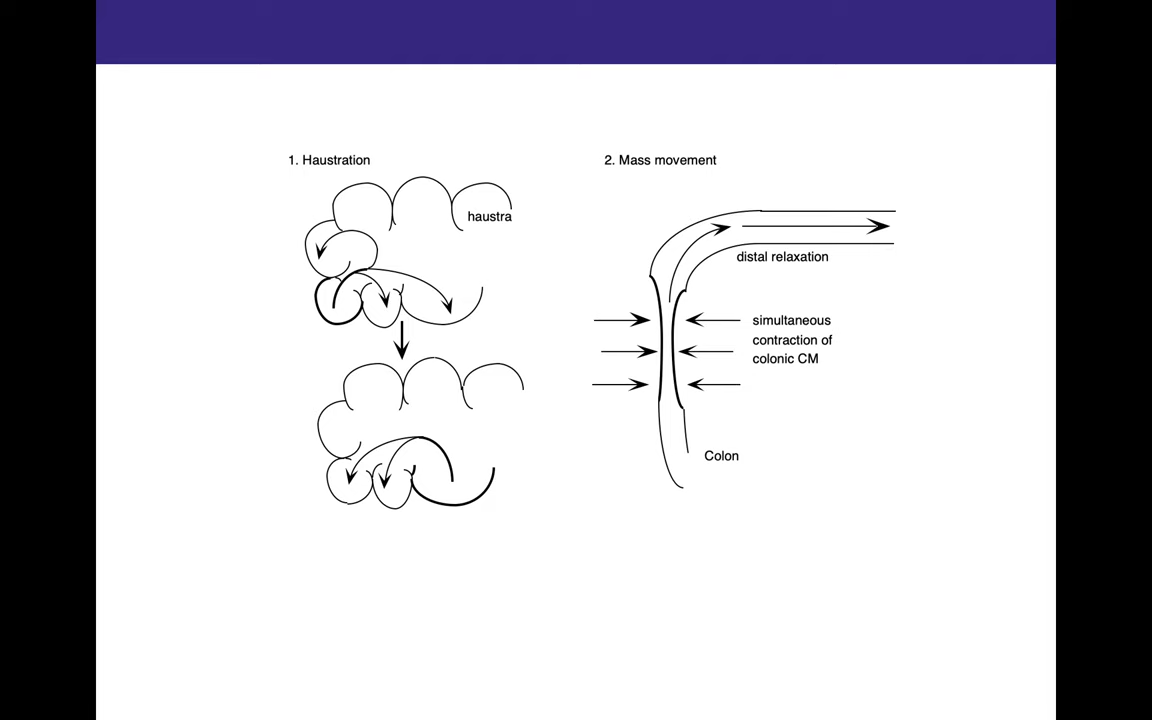 1. Haustration
haustra
2. Mass movement
distal relaxation
simultaneous
contraction of
colonic CM
Colon